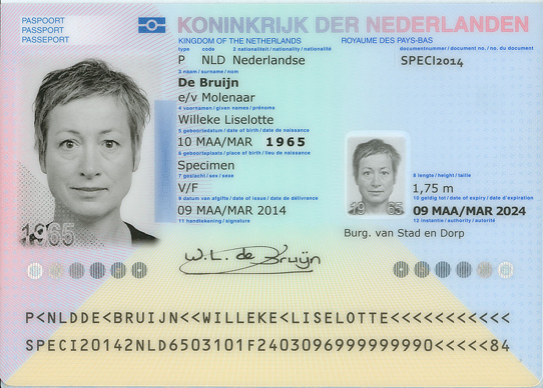 PASPOORT
PASSPORT
PASSEPORT
KONINKRIJK DER NEDERLANDEN
KINGDOM OF THE NETHERLANDS ROYAUME DES PAYS-BAS
type code 2 nationaliteit / nationality / nationalité documentnummer / document no. / no. du document
P NLD Nederlandse SPECI2014
3 naam / surname / nom
De Bruijn
e/v Molenaar
4 voornamen / given names / prénoms
Willeke Liselotte
5 geboortedatum / date of birth / date de naissance
10 MAA/MAR 1965
6 geboorteplaats / place of birth / lieu de naissance
Specimen
7 geslacht / sex / sexe 8 lengte / height / taille
V/F 1,75 m
9 datum van afgifte / date of issue / date de délivrance 10 geldig tot / date of expiry / date d'expiration
09 MAA/MAR 2014 09 MAA/MAR 2024
11 handtekening / signature 12 instantie / authority / autorité
Burg. van Stad en Dorp
1965
W.L. de Bruijn
P<NLDDE<BRUIJN<<WILLEKE<LISELOTTE<<<<<<<<<<<
SPECI20142NLD6503101F2403096999999990<<<<<84